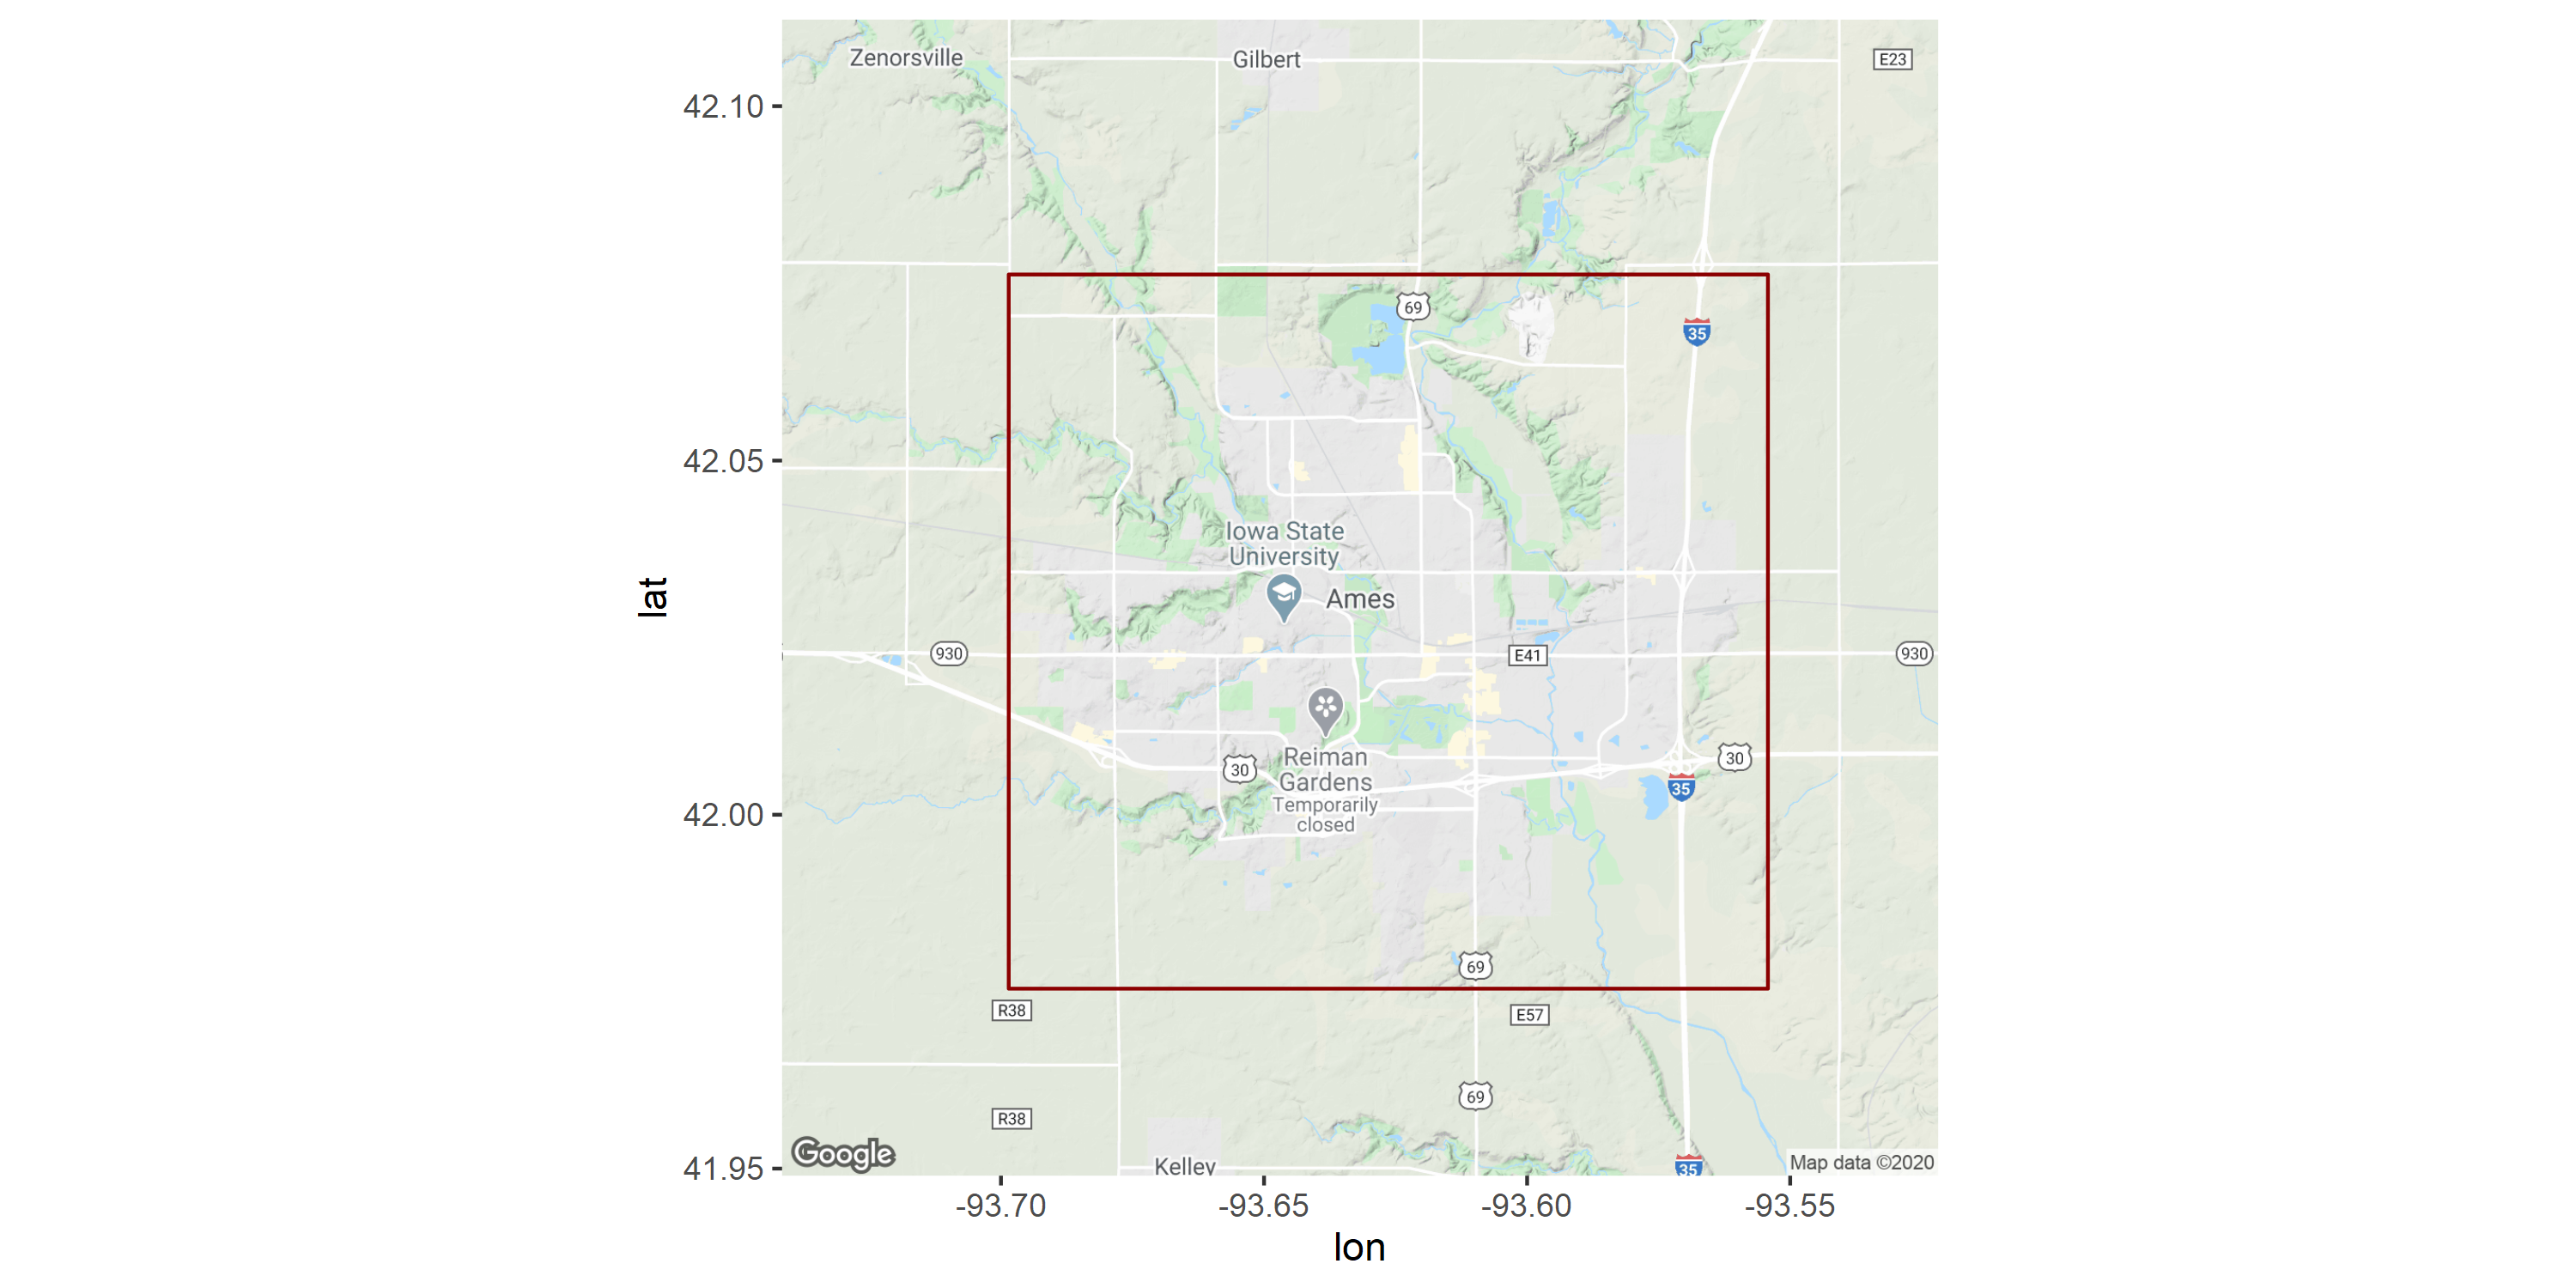 Zenorsville
Gilbert
E23
42.10
69
35
42.05
Iowa State
University
Ames
lat
930
E41
930
Reiman
Gardens
Temporarily
closed
30
30
35
42.00
69
R38
E57
69
R38
Google
Kelley
35
Map data ©2020
41.95
-93.70
-93.65
-93.60
-93.55
lon